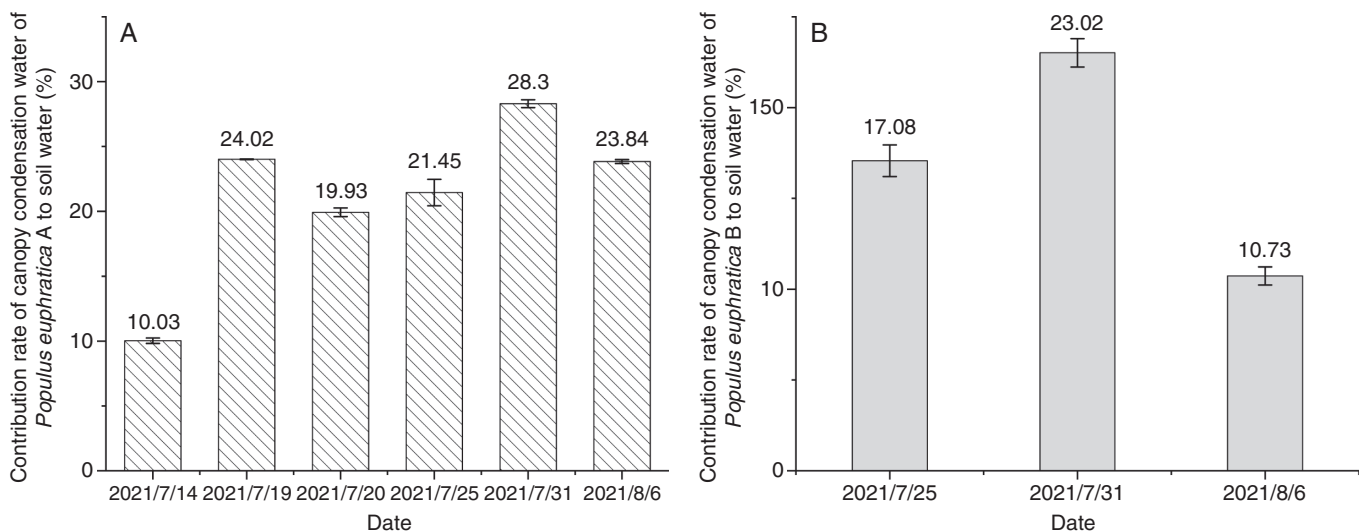 A
Contribution rate of canopy condensation water of
Populus euphratica A to soil water (%)
30
20
10
0
10.03
24.02
19.93
21.45
28.3
23.84
2021/7/14 2021/7/19 2021/7/20 2021/7/25 2021/7/31 2021/8/6
Date
B
Contribution rate of canopy condensation water of
Populus euphratica B to soil water (%)
150
10
0
17.08
23.02
10.73
2021/7/25 2021/7/31 2021/8/6
Date